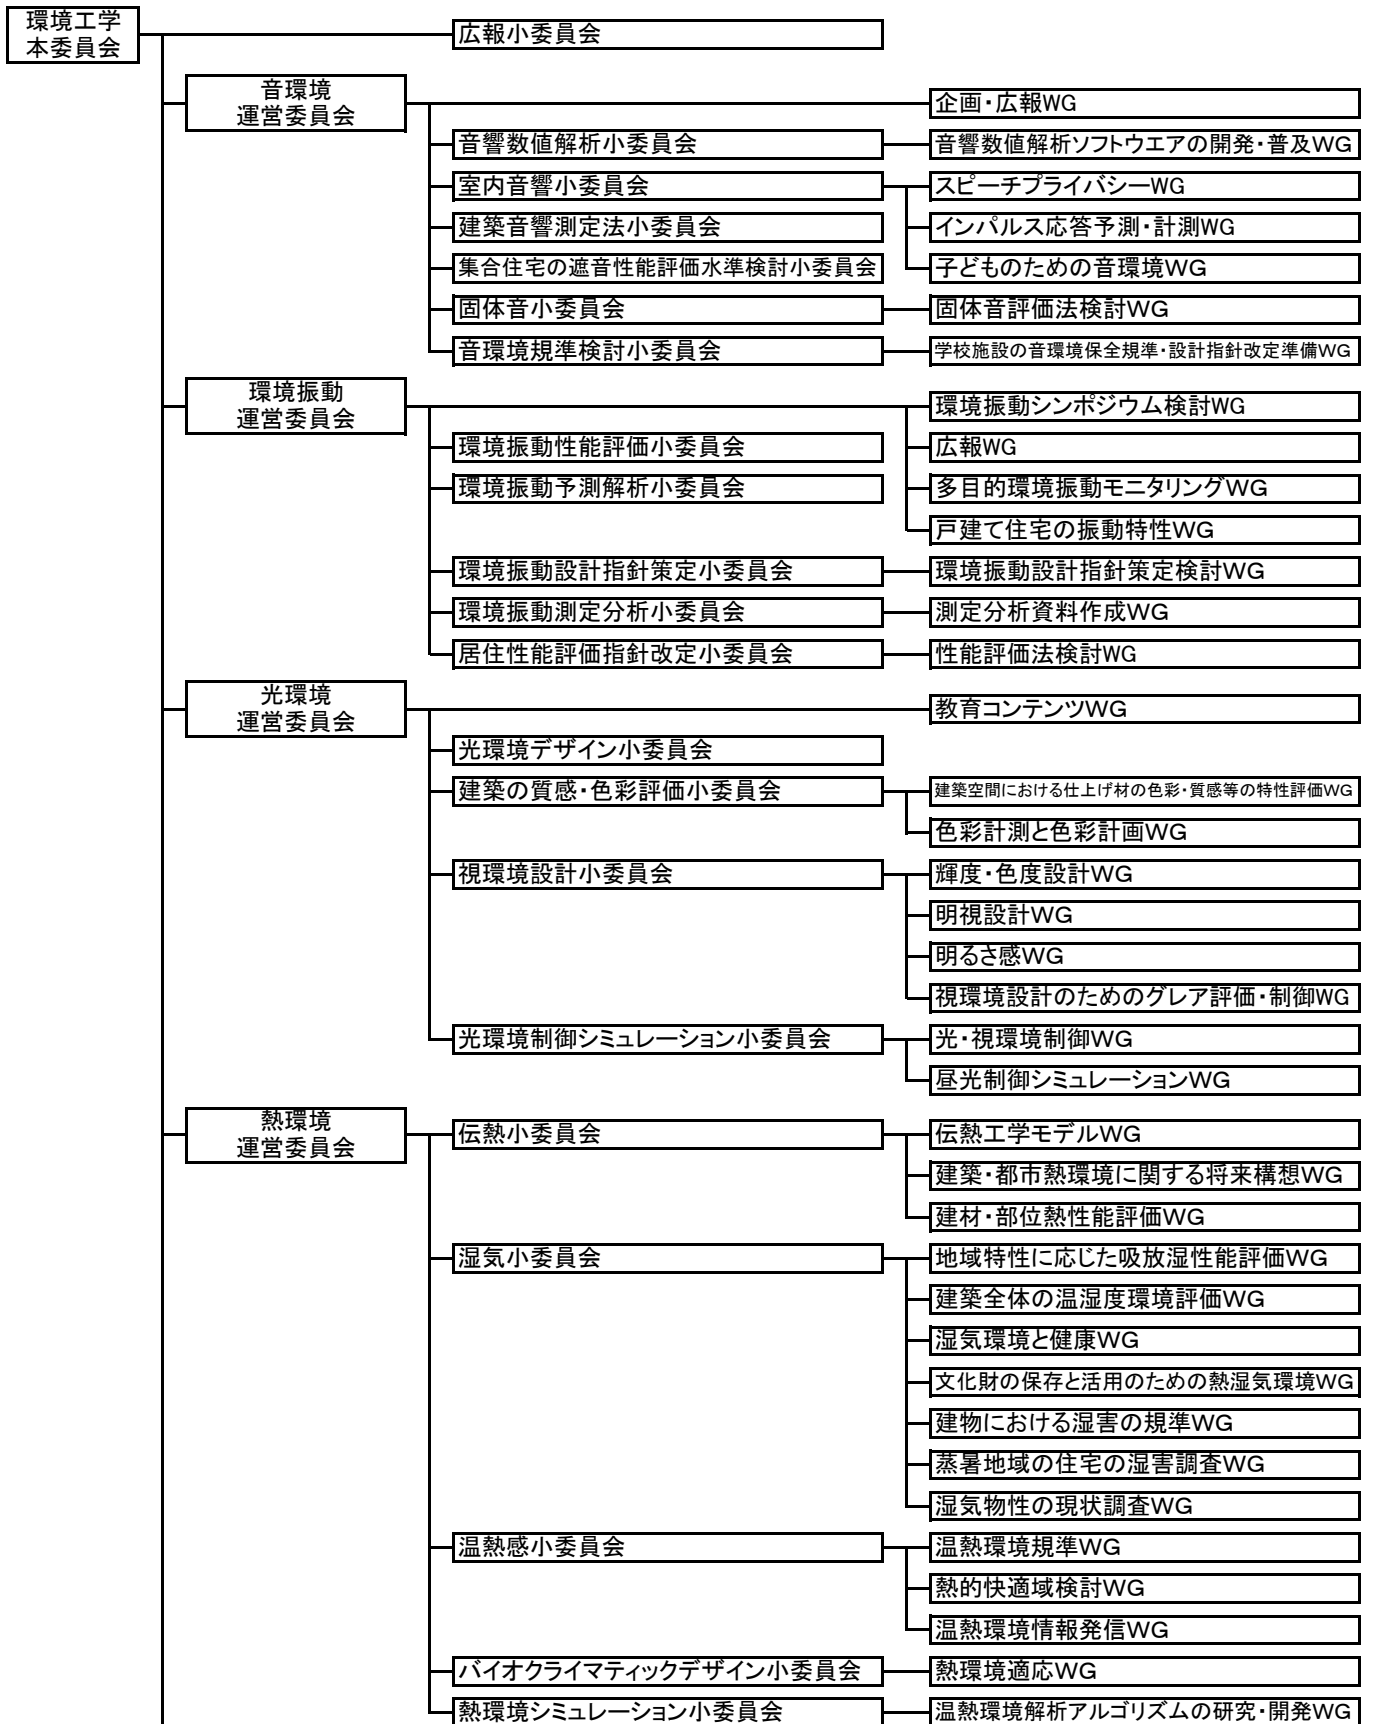 環境工学
本委員会
広報小委員会
音環境
運営委員会
企画・広報WG
音響数値解析小委員会
音響数値解析ソフトウエアの開発・普及WG
室内音響小委員会
スピーチプライバシーWG
建築音響測定法小委員会
インパルス応答予測・計測WG
集合住宅の遮音性能評価水準検討小委員会
子どものための音環境WG
固体音小委員会
固体音評価法検討WG
音環境規準検討小委員会
学校施設の音環境保全規準・設計指針改定準備WG
環境振動
運営委員会
環境振動シンポジウム検討WG
環境振動性能評価小委員会
広報WG
環境振動予測解析小委員会
多目的環境振動モニタリングWG
戸建て住宅の振動特性WG
環境振動設計指針策定小委員会
環境振動設計指針策定検討WG
環境振動測定分析小委員会
測定分析資料作成WG
居住性能評価指針改定小委員会
性能評価法検討WG
光環境
運営委員会
教育コンテンツWG
光環境デザイン小委員会
建築の質感・色彩評価小委員会
建築空間における仕上げ材の色彩・質感等の特性評価WG
色彩計測と色彩計画WG
視環境設計小委員会
輝度・色度設計WG
明視設計WG
明るさ感WG
視環境設計のためのグレア評価・制御WG
光環境制御シミュレーション小委員会
光・視環境制御WG
昼光制御シミュレーションWG
熱環境
運営委員会
伝熱小委員会
伝熱工学モデルWG
建築・都市熱環境に関する将来構想WG
建材・部位熱性能評価WG
湿気小委員会
地域特性に応じた吸放湿性能評価WG
建築全体の温湿度環境評価WG
湿気環境と健康WG
文化財の保存と活用のための熱湿気環境WG
建物における湿害の規準WG
蒸暑地域の住宅の湿害調査WG
湿気物性の現状調査WG
温熱感小委員会
温熱環境規準WG
熱的快適域検討WG
温熱環境情報発信WG
バイオクライマティックデザイン小委員会
熱環境適応WG
熱環境シミュレーション小委員会
温熱環境解析アルゴリズムの研究・開発WG